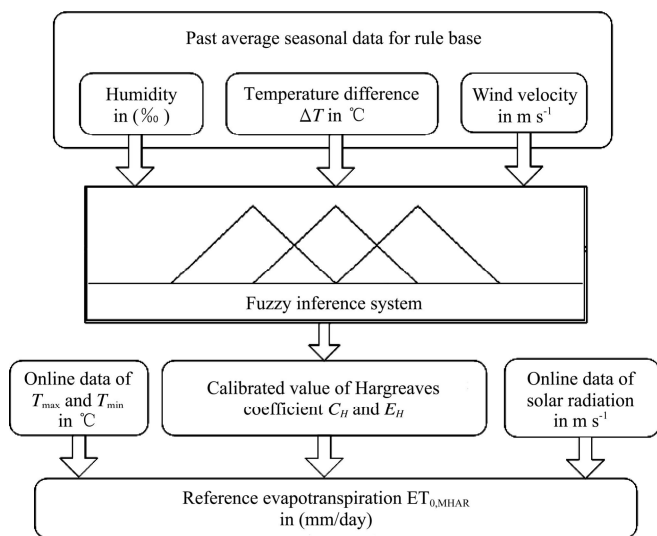 Past average seasonal data for rule base
Humidity
in (‰ )
Temperature difference
ΔT in ℃
Wind velocity
in m s⁻¹
Fuzzy inference system
Online data of
Tmax and Tmin
in ℃
Calibrated value of Hargreaves
coefficient CH and EH
Online data of
solar radiation
in m s⁻¹
Reference evapotranspiration ET0,MHAR
in (mm/day)